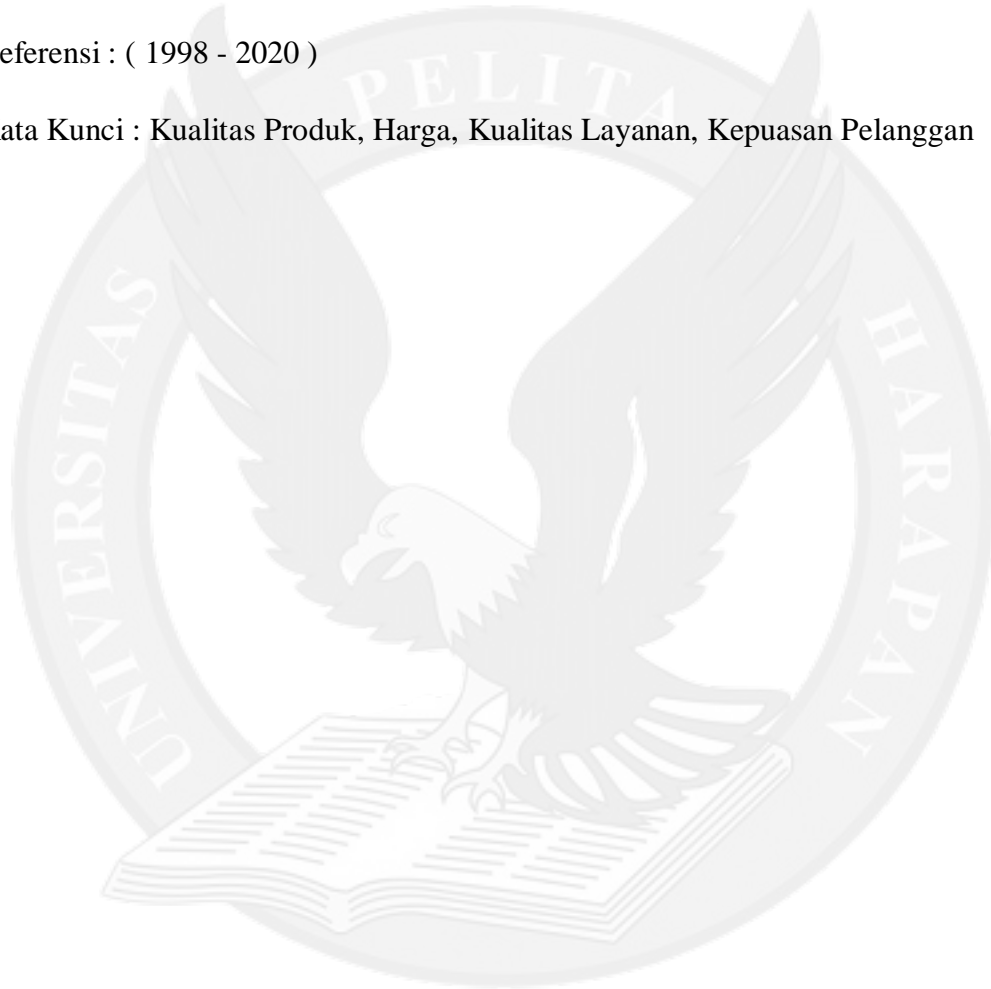 eferensi : ( 1998 - 2020 )
ata Kunci : Kualitas Produk, Harga, Kualitas Layanan, Kepuasan Pelanggan
UNIVERSITAS PELITA HARAPAN